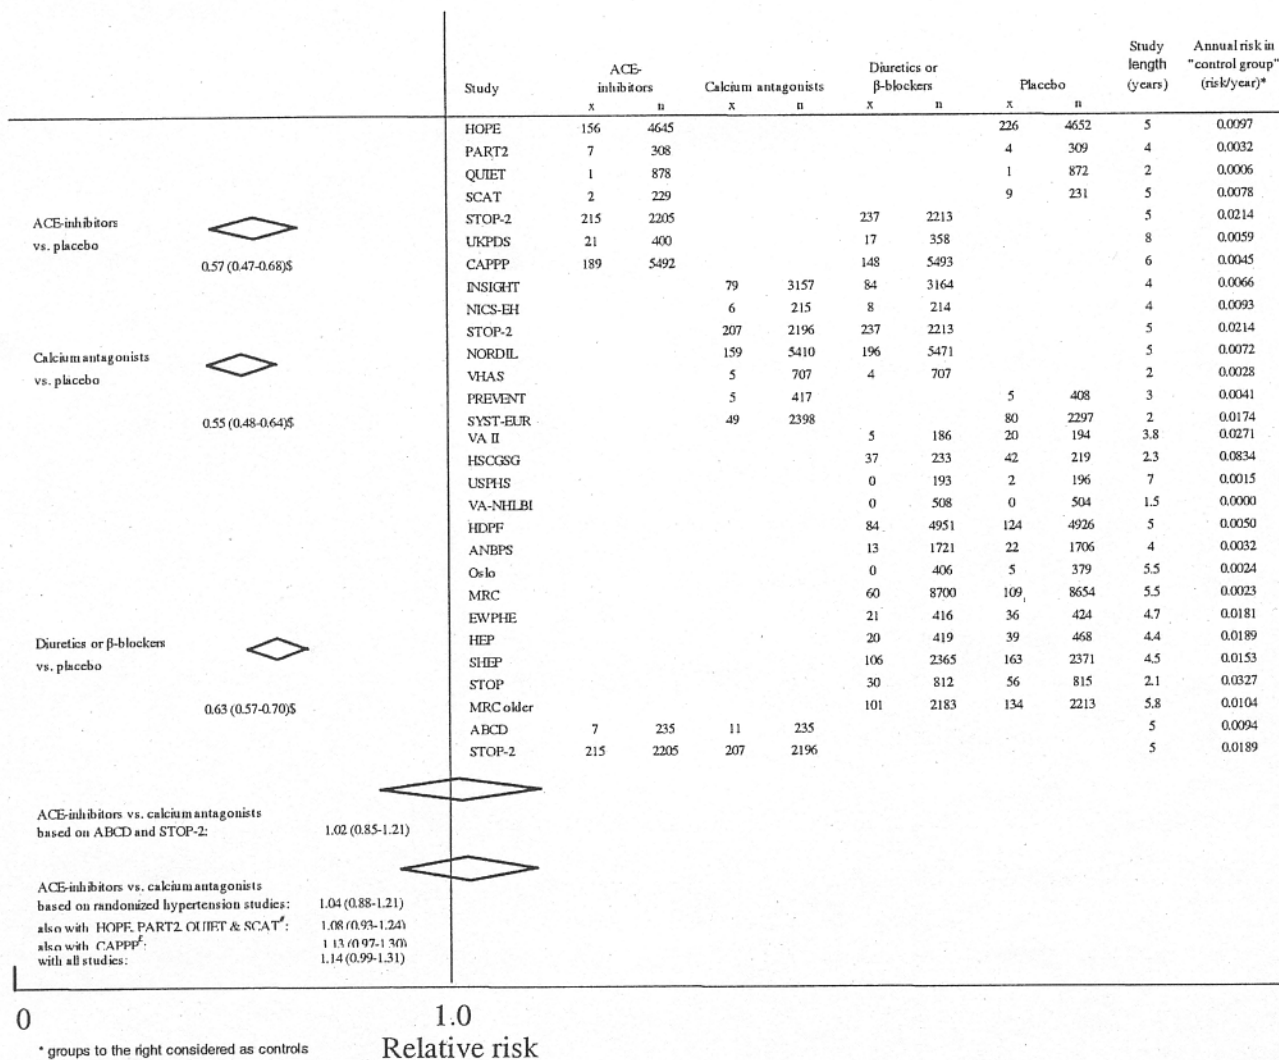 Study ACE-inhibitors Calcium antagonists Diuretics or β-blockers Placebo Study length (years) Annual risk in "control group" (risk/year)*
x n x n x n x n
HOPE 156 4645 226 4652 5 0.0097
PART2 7 308 4 309 4 0.0032
QUIET 1 878 1 872 2 0.0006
SCAT 2 229 9 231 5 0.0078
STOP-2 215 2205 237 2213 5 0.0214
UKPDS 21 400 17 358 8 0.0059
CAPPP 189 5492 148 5493 6 0.0045
INSIGHT 79 3157 84 3164 4 0.0066
NICS-EH 6 215 8 214 4 0.0093
STOP-2 207 2196 237 2213 5 0.0214
NORDIL 159 5410 196 5471 5 0.0072
VHAS 5 707 4 707 2 0.0028
PREVENT 5 417 5 408 3 0.0041
SYST-EUR 49 2398 80 2297 2 0.0174
VA II 5 186 20 194 3.8 0.0271
HSCGSG 37 233 42 219 2.3 0.0834
USPHS 0 193 2 196 7 0.0015
VA-NHLBI 0 508 0 504 1.5 0.0000
HDPF 84 4951 124 4926 5 0.0050
ANBPS 13 1721 22 1706 4 0.0032
Oslo 0 406 5 379 5.5 0.0024
MRC 60 8700 109 8654 5.5 0.0023
EWPHE 21 416 36 424 4.7 0.0181
HEP 20 419 39 468 4.4 0.0189
SHEP 106 2365 163 2371 4.5 0.0153
STOP 30 812 56 815 2.1 0.0327
MRC older 101 2183 134 2213 5.8 0.0104
ABCD 7 235 11 235 5 0.0094
STOP-2 215 2205 207 2196 5 0.0189
ACE-inhibitors
vs. placebo
0.57 (0.47-0.68)$
Calcium antagonists
vs. placebo
0.55 (0.48-0.64)$
Diuretics or β-blockers
vs. placebo
0.63 (0.57-0.70)$
ACE-inhibitors vs. calcium antagonists
based on ABCD and STOP-2: 1.02 (0.85-1.21)
ACE-inhibitors vs. calcium antagonists
based on randomized hypertension studies: 1.04 (0.88-1.21)
also with HOPE, PART2 QUIET & SCAT#: 1.08 (0.93-1.24)
also with CAPPP£: 1.13 (0.97-1.30)
with all studies: 1.14 (0.99-1.31)
0 1.0
Relative risk
* groups to the right considered as controls